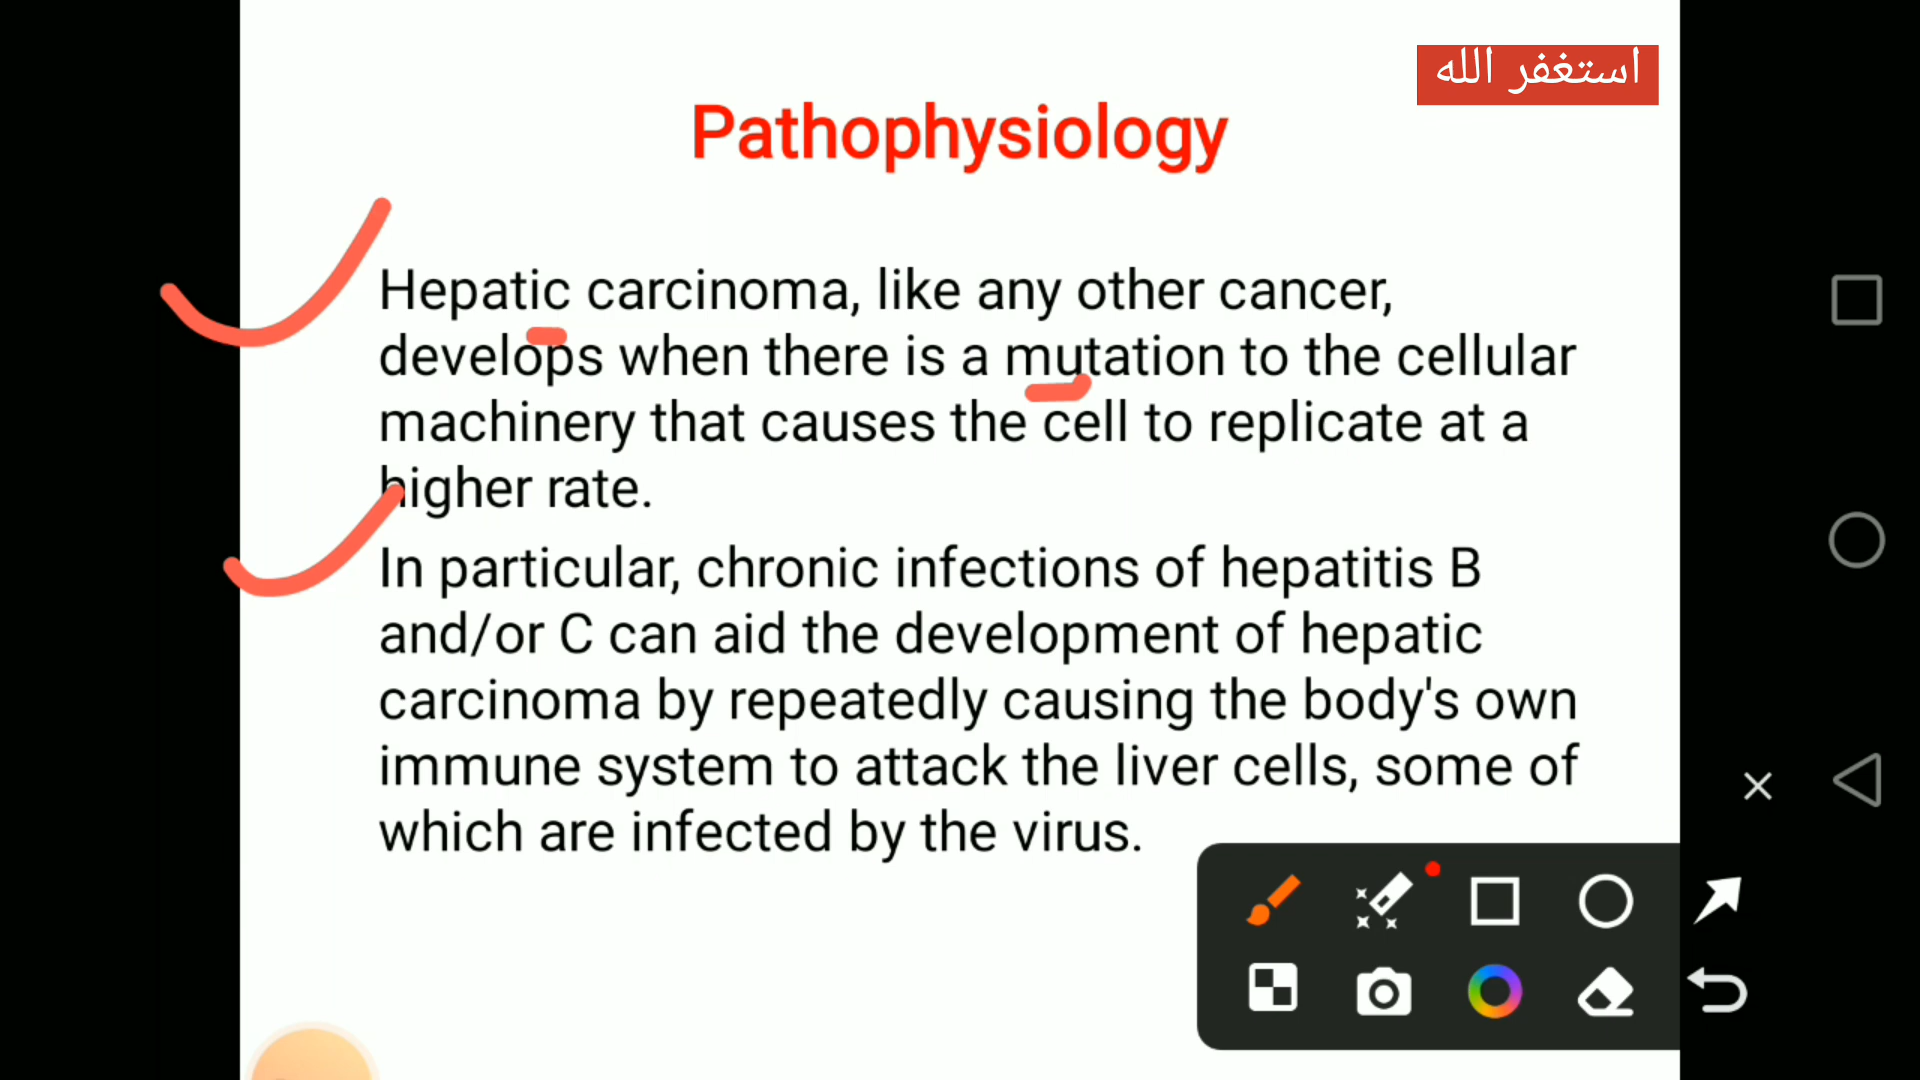 استغفر الله
Pathophysiology
Hepatic carcinoma, like any other cancer,
develops when there is a mutation to the cellular
machinery that causes the cell to replicate at a
higher rate.
In particular, chronic infections of hepatitis B
and/or C can aid the development of hepatic
carcinoma by repeatedly causing the body's own
immune system to attack the liver cells, some of
which are infected by the virus.